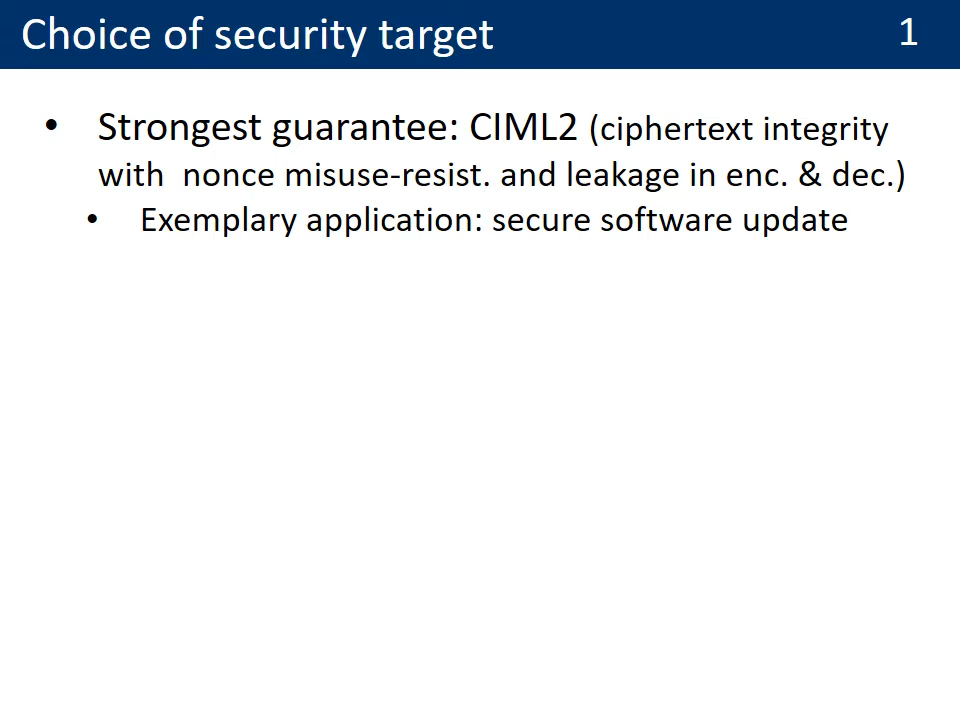 Choice of security target 1
• Strongest guarantee: CIML2 (ciphertext integrity
with  nonce misuse-resist. and leakage in enc. & dec.)
• Exemplary application: secure software update